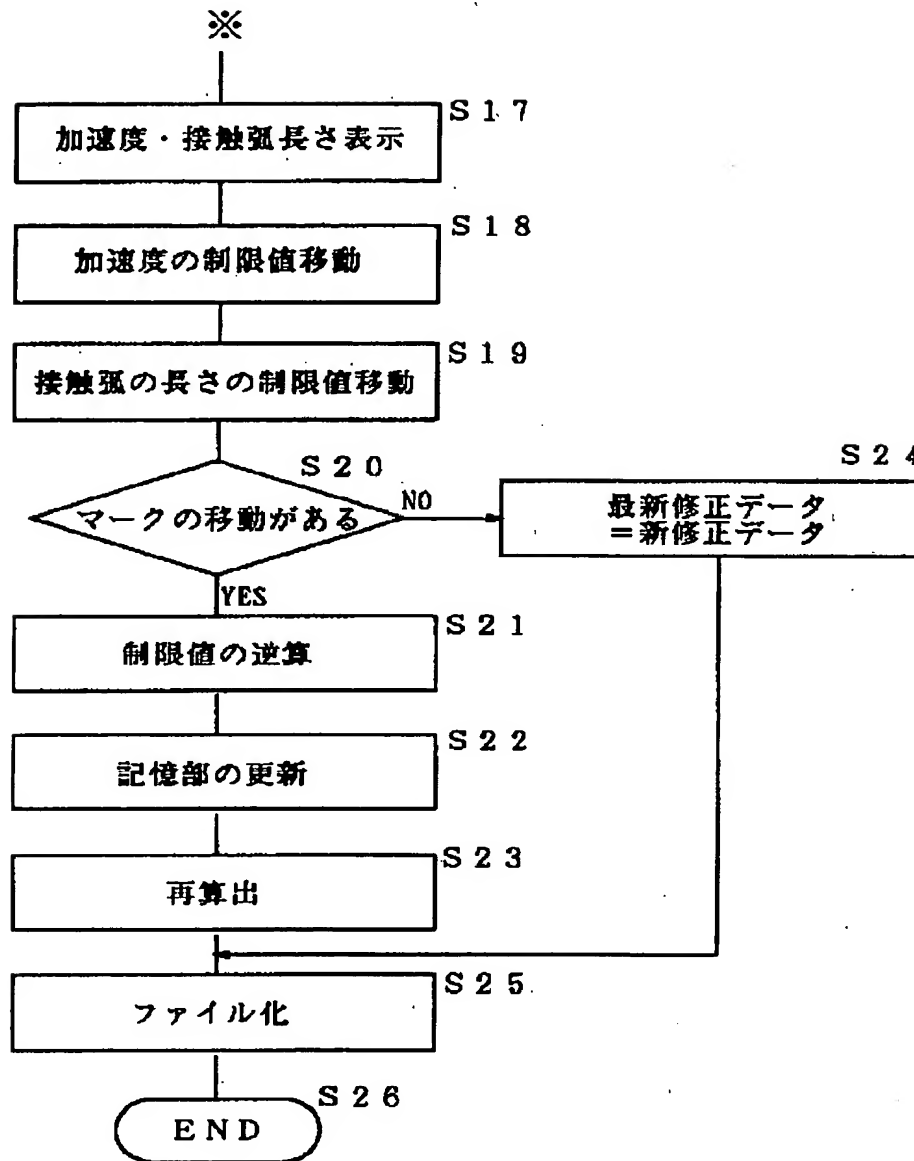 ※
S17
加速度・接触弧長さ表示
S18
加速度の制限値移動
S19
接触弧の長さの制限値移動
S20
マークの移動がある
NO
S24
最新修正データ
＝新修正データ
YES
S21
制限値の逆算
S22
記憶部の更新
S23
再算出
S25
ファイル化
S26
END